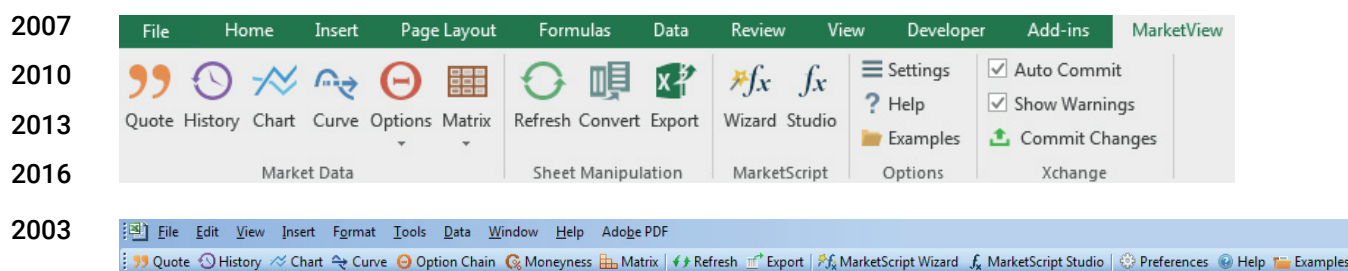 2007
File Home Insert Page Layout Formulas Data Review View Developer Add-ins MarketView
2010
Settings Auto Commit
? Help Show Warnings
2013
Quote History Chart Curve Options Matrix Refresh Convert Export Wizard Studio
Examples Commit Changes
2016
Market Data Sheet Manipulation MarketScript Options Xchange
2003
File Edit View Insert Format Tools Data Window Help Adobe PDF
Quote History Chart Curve Option Chain Moneyness Matrix Refresh Export MarketScript Wizard MarketScript Studio Preferences Help Examples